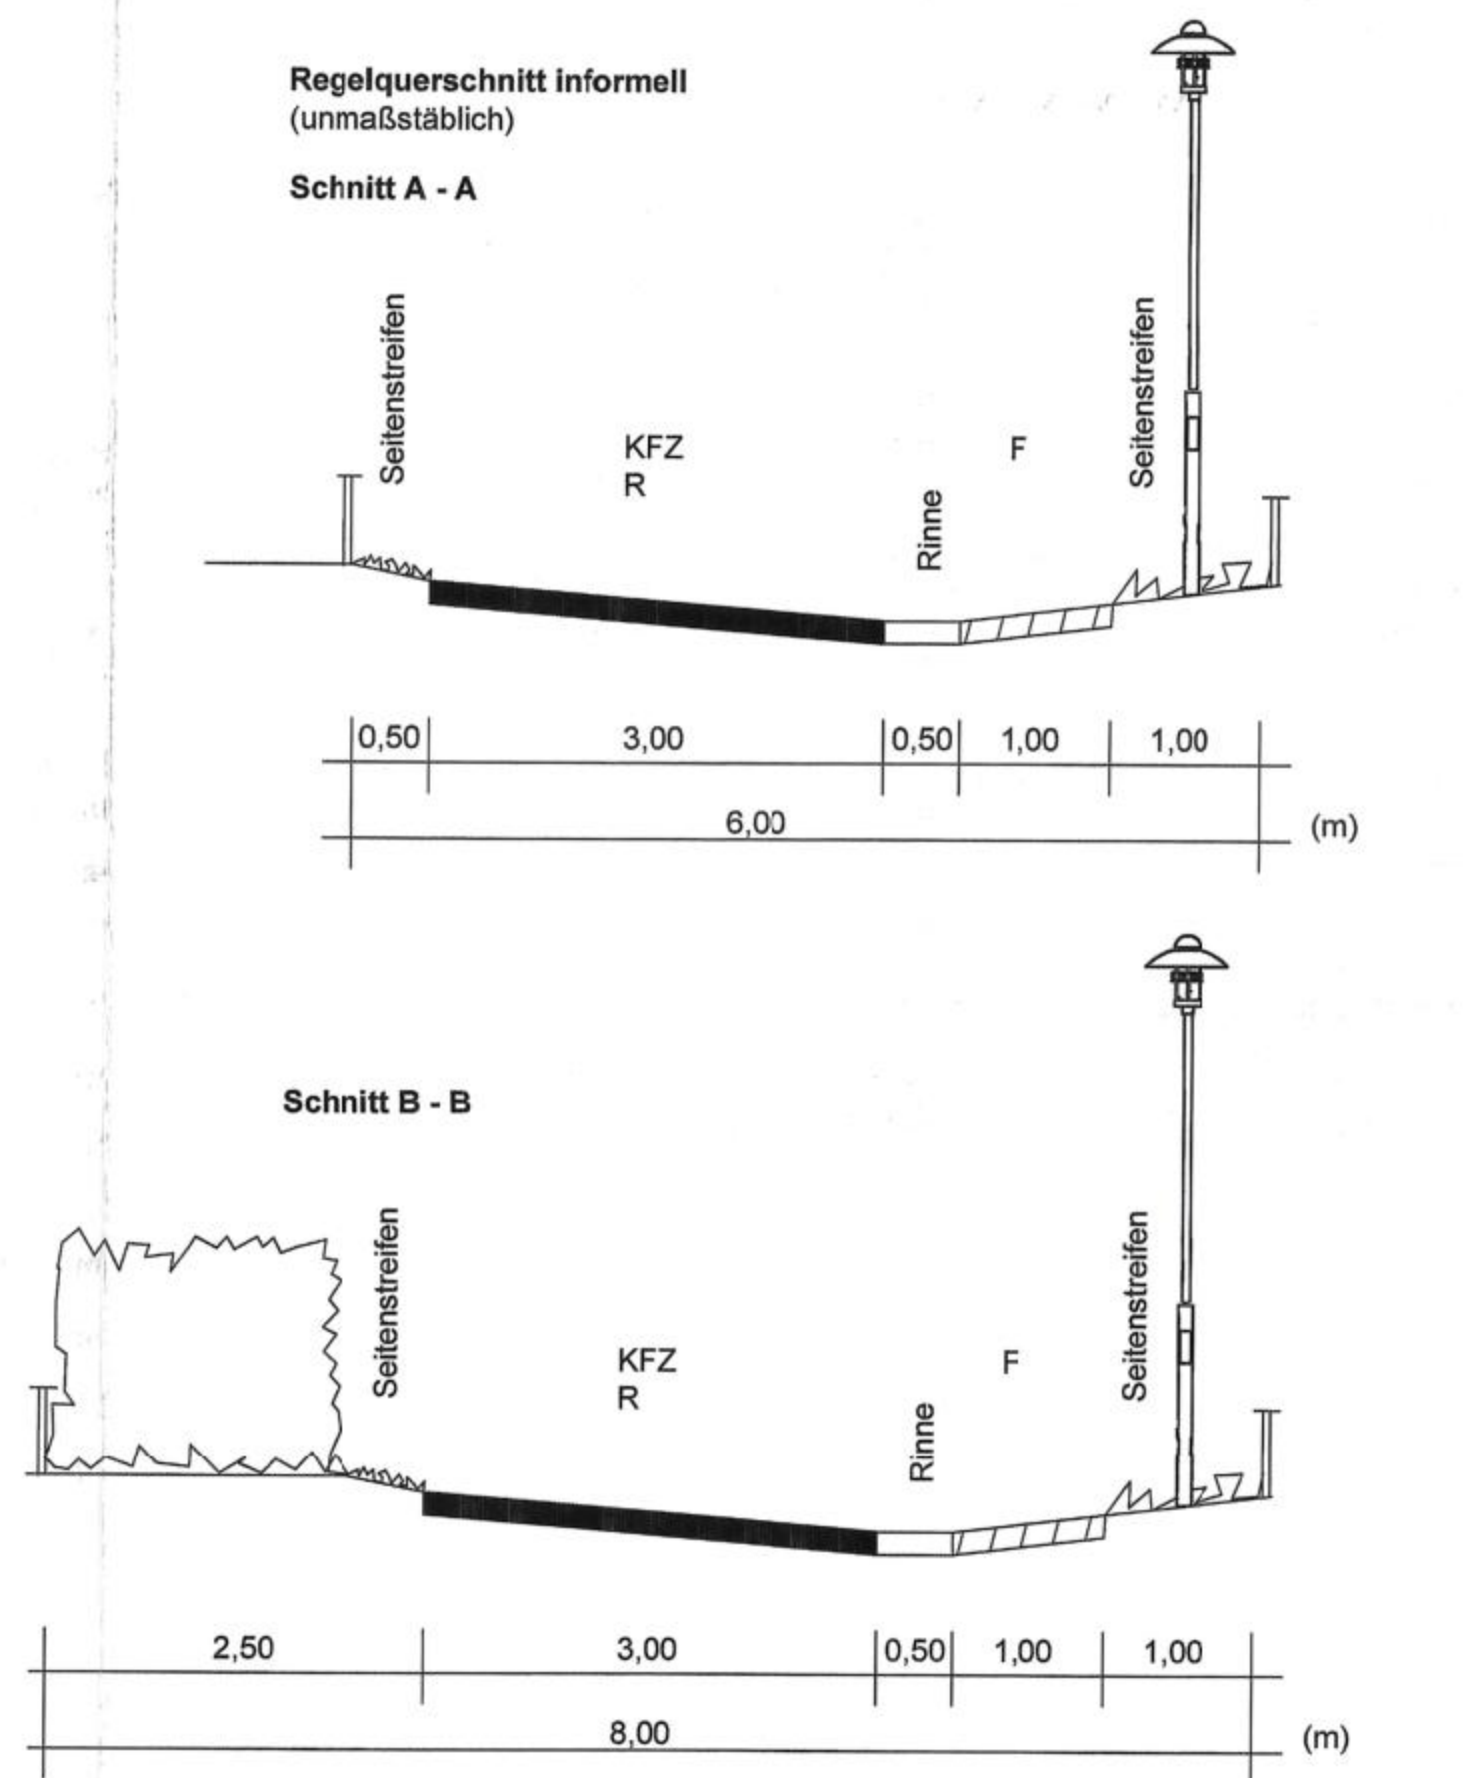 Regelquerschnitt informell
(unmaßstäblich)
Schnitt A - A
Seitenstreifen
KFZ
R
Rinne
F
Seitenstreifen
0,50
3,00
0,50
1,00
1,00
6,00
(m)
Schnitt B - B
Seitenstreifen
KFZ
R
Rinne
F
Seitenstreifen
2,50
3,00
0,50
1,00
1,00
8,00
(m)